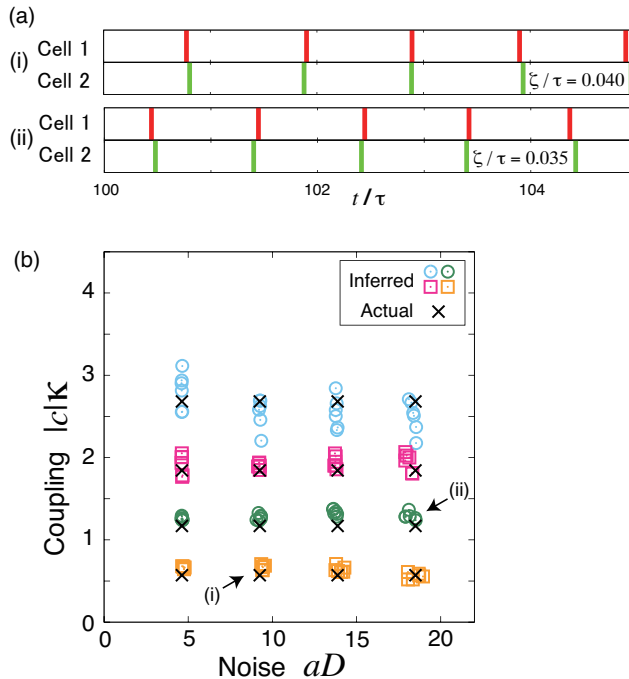 (a)
(i)
Cell 1
Cell 2
ζ / τ = 0.040
(ii)
Cell 1
Cell 2
ζ / τ = 0.035
100
102
104
t / τ
(b)
4
3
2
1
0
Coupling |c|κ
Inferred
Actual
(ii)
(i)
0
5
10
15
20
Noise aD